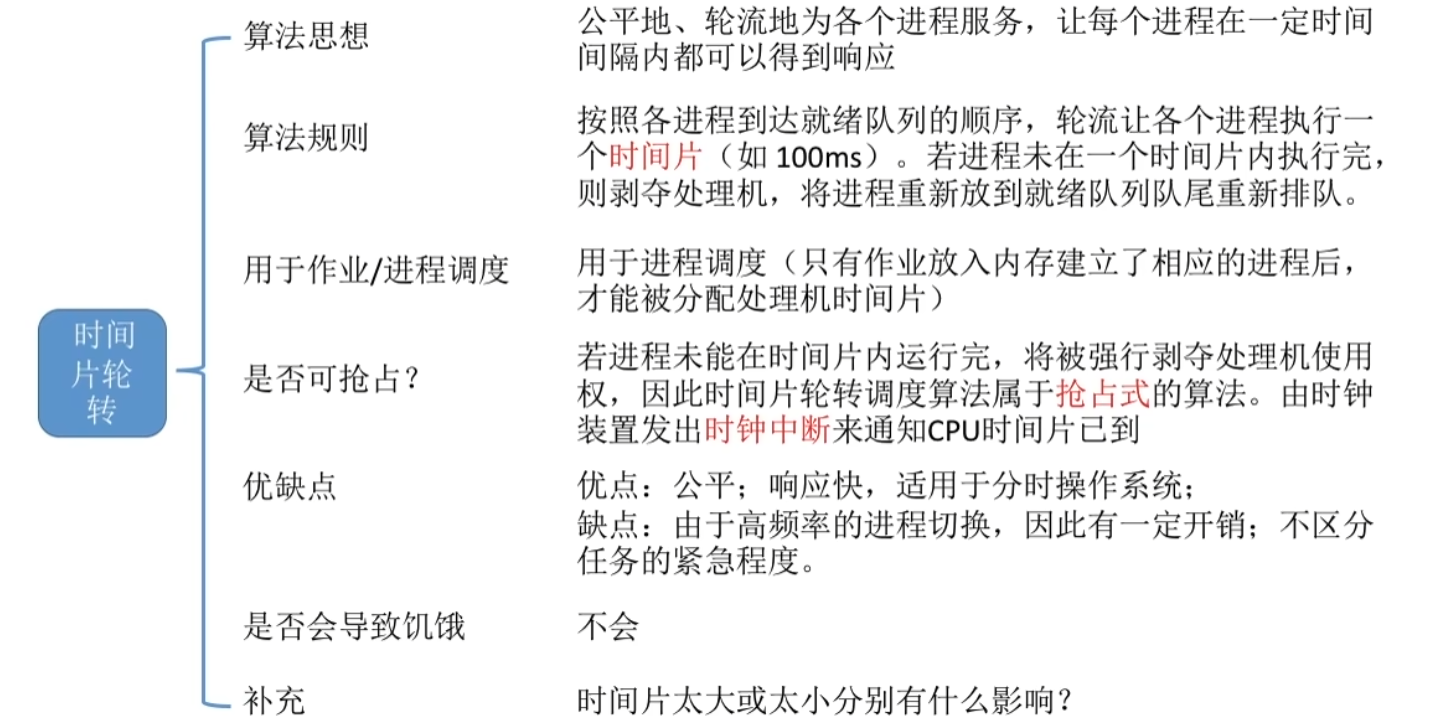 算法思想
公平地、轮流地为各个进程服务，让每个进程在一定时间
间隔内都可以得到响应
算法规则
按照各进程到达就绪队列的顺序，轮流让各个进程执行一
个时间片（如 100ms）。若进程未在一个时间片内执行完，
则剥夺处理机，将进程重新放到就绪队列队尾重新排队。
用于作业/进程调度
用于进程调度（只有作业放入内存建立了相应的进程后，
才能被分配处理机时间片）
时间
片轮
转
是否可抢占？
若进程未能在时间片内运行完，将被强行剥夺处理机使用
权，因此时间片轮转调度算法属于抢占式的算法。由时钟
装置发出时钟中断来通知CPU时间片已到
优缺点
优点：公平；响应快，适用于分时操作系统；
缺点：由于高频率的进程切换，因此有一定开销；不区分
任务的紧急程度。
是否会导致饥饿
不会
补充
时间片太大或太小分别有什么影响？